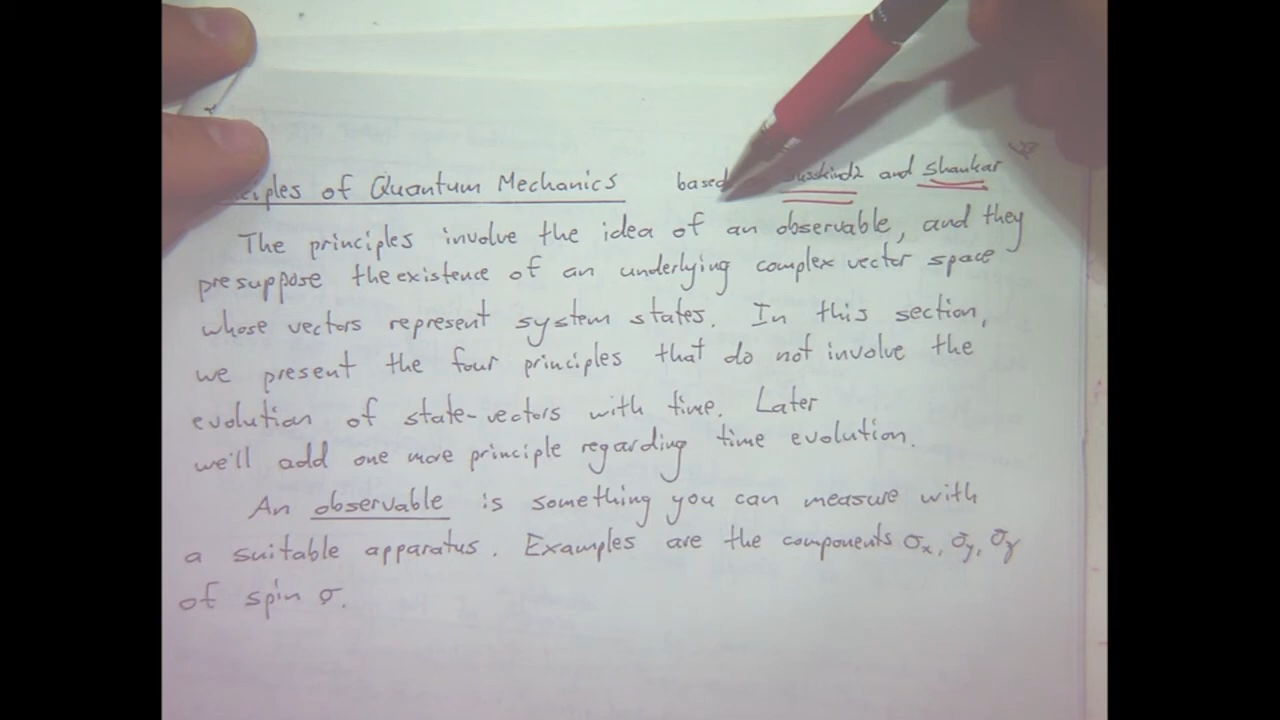 ciples of Quantum Mechanics based Susskind2 and Shankar
The principles involve the idea of an observable, and they
presuppose the existence of an underlying complex vector space
whose vectors represent system states. In this section,
we present the four principles that do not involve the
evolution of state-vectors with time. Later
we'll add one more principle regarding time evolution.
An observable is something you can measure with
a suitable apparatus. Examples are the components σx, σy, σz
of spin σ.